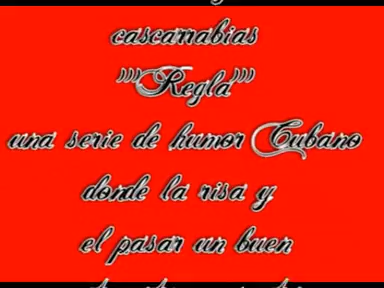 cascarrabias
""Regla""
una serie de humor Cubano
donde la risa y
el pasar un buen